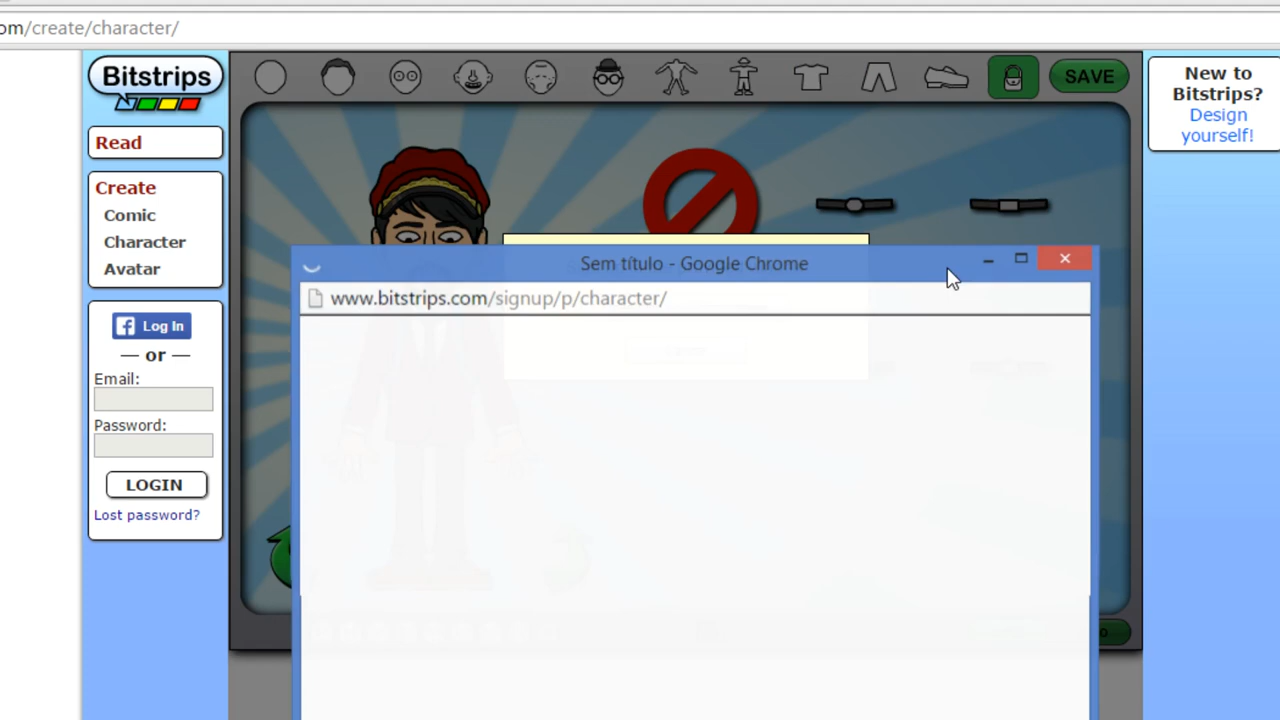 om/create/character/
Bitstrips
Read
Create
Comic
Character
Avatar
f Log In
— or —
Email:
Password:
LOGIN
Lost password?
SAVE
New to
Bitstrips?
Design
yourself!
Sem título - Google Chrome
www.bitstrips.com/signup/p/character/